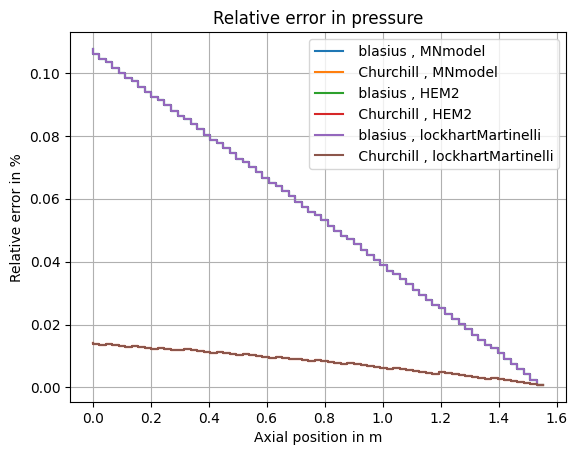 Relative error in pressure
blasius , MNmodel
Churchill , MNmodel
blasius , HEM2
Churchill , HEM2
blasius , lockhartMartinelli
Churchill , lockhartMartinelli
Relative error in %
0.10
0.08
0.06
0.04
0.02
0.00
0.0 0.2 0.4 0.6 0.8 1.0 1.2 1.4 1.6
Axial position in m